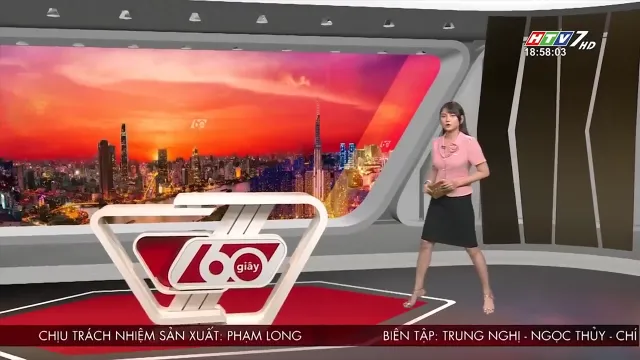 HTV7 HD
18:58:03
60 giây
CHỊU TRÁCH NHIỆM SẢN XUẤT: PHẠM LONG BIÊN TẬP: TRUNG NGHỊ - NGỌC THỦY - CHÍ